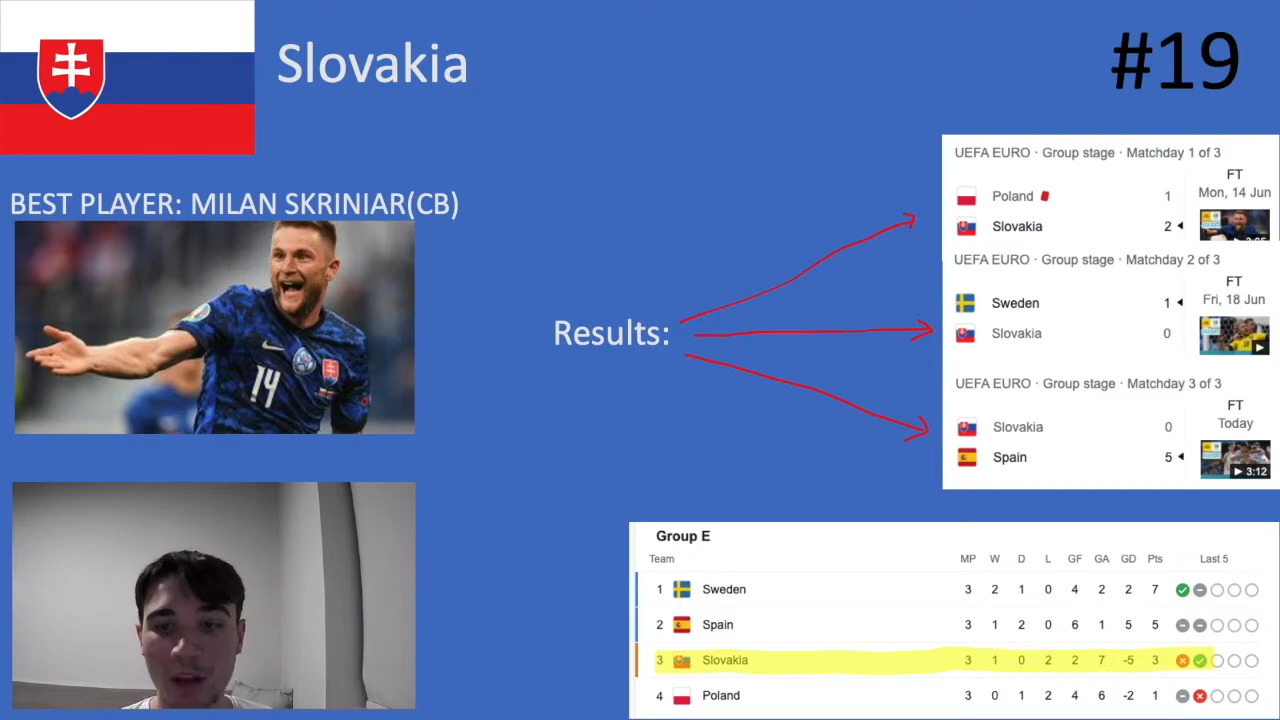 Slovakia
#19
BEST PLAYER: MILAN SKRINIAR(CB)
14
Results:
UEFA EURO · Group stage · Matchday 1 of 3
FT
Mon, 14 Jun
Poland 1
Slovakia 2
UEFA EURO · Group stage · Matchday 2 of 3
FT
Fri, 18 Jun
Sweden 1
Slovakia 0
UEFA EURO · Group stage · Matchday 3 of 3
FT
Today
Slovakia 0
Spain 5
3:12
Group E
Team MP W D L GF GA GD Pts Last 5
1 Sweden 3 2 1 0 4 2 2 7
2 Spain 3 1 2 0 6 1 5 5
3 Slovakia 3 1 0 2 2 7 -5 3
4 Poland 3 0 1 2 4 6 -2 1